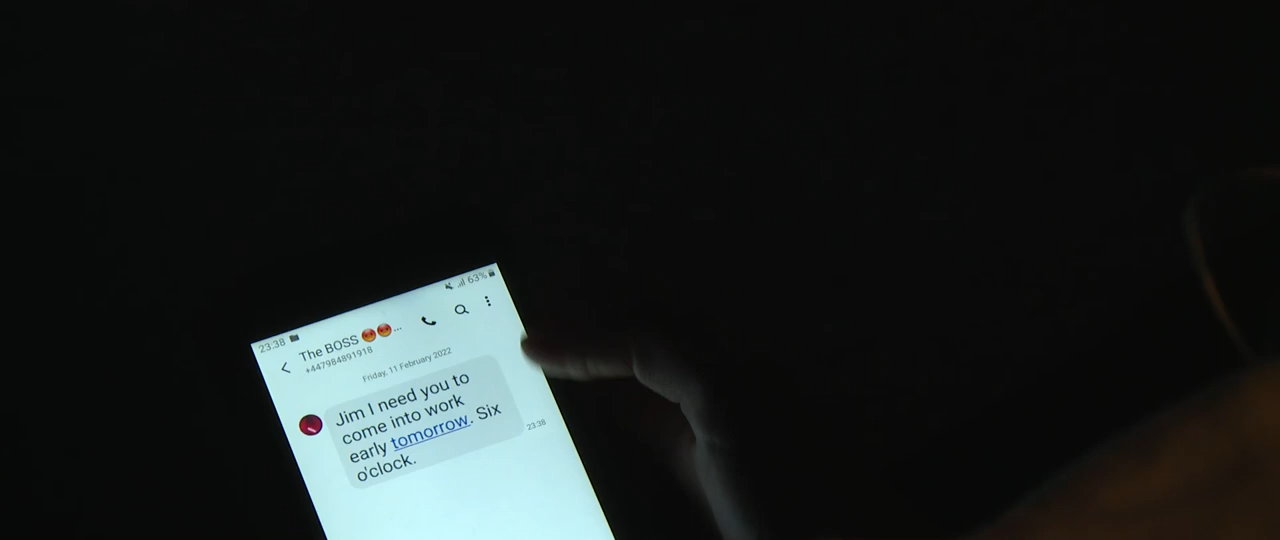 23:38 63%
The BOSS 😡😡...
+447984891918
Friday, 11 February 2022
Jim I need you to
come into work
early tomorrow. Six
o'clock.
23:38